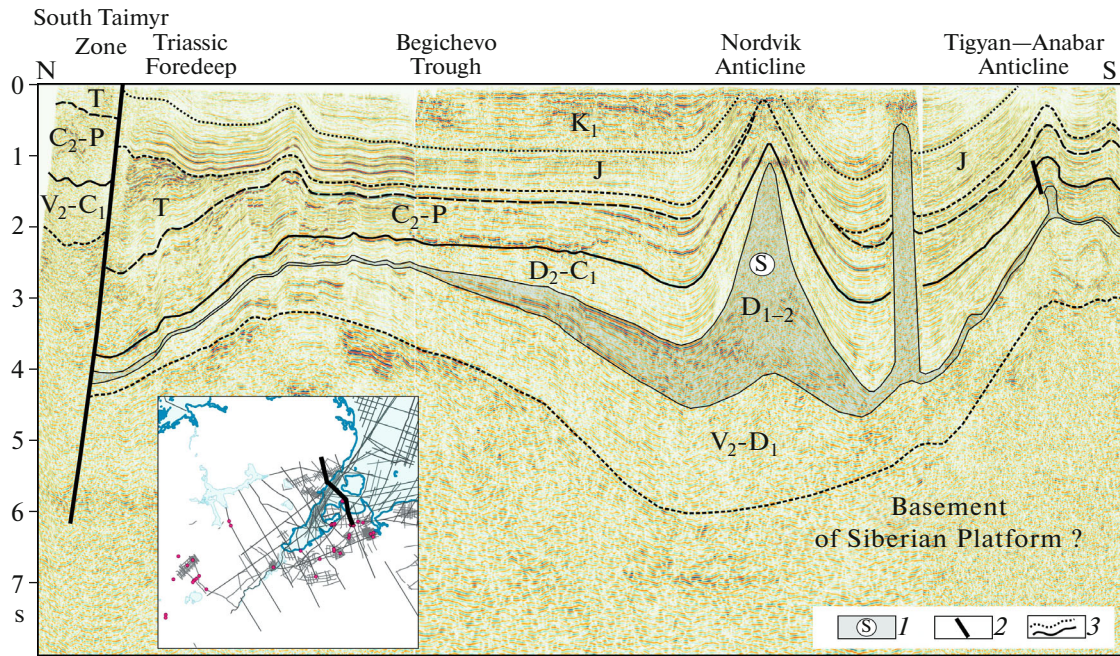 South Taimyr
Zone
Triassic
Foredeep
Begichevo
Trough
Nordvik
Anticline
Tigyan—Anabar
Anticline
N
S
0
1
2
3
4
5
6
7
s
T
C₂-P
V₂-C₁
T
K₁
J
J
C₂-P
D₂-C₁
S
D₁₋₂
V₂-D₁
Basement
of Siberian Platform ?
S 1 2 3